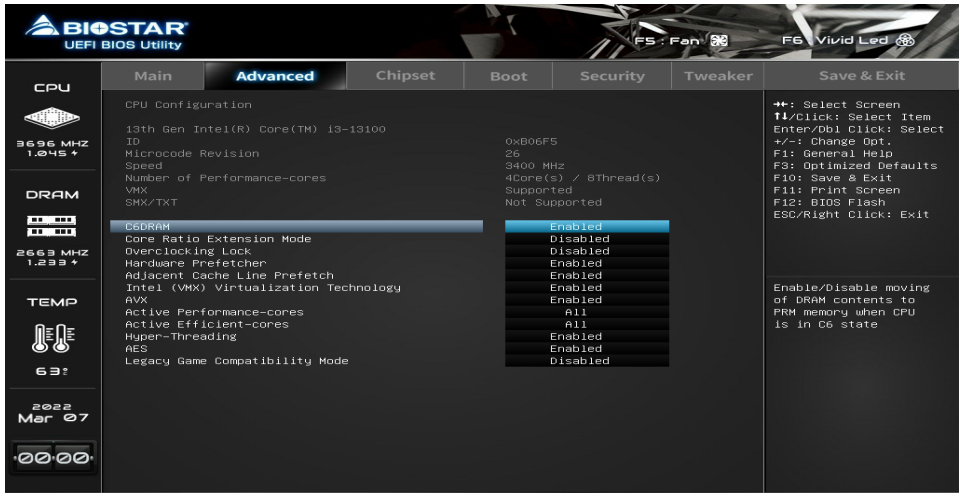 BIOSTAR®
UEFI BIOS Utility
F5 : Fan
F6 Vivid Led
Main Advanced Chipset Boot Security Tweaker Save & Exit
CPU
3696 MHZ
1.045
DRAM
2663 MHZ
1.233
TEMP
63
2022
Mar 07
00:00
CPU Configuration
13th Gen Intel(R) Core(TM) i3-13100
ID 0xB06F5
Microcode Revision 26
Speed 3400 MHz
Number of Performance-cores 4Core(s) / 8Thread(s)
VMX Supported
SMX/TXT Not Supported
C6DRAM Enabled
Core Ratio Extension Mode Disabled
Overclocking Lock Disabled
Hardware Prefetcher Enabled
Adjacent Cache Line Prefetch Enabled
Intel (VMX) Virtualization Technology Enabled
AVX Enabled
Active Performance-cores All
Active Efficient-cores All
Hyper-Threading Enabled
AES Enabled
Legacy Game Compatibility Mode Disabled
→←: Select Screen
↑↓/Click: Select Item
Enter/Dbl Click: Select
+/-: Change Opt.
F1: General Help
F3: Optimized Defaults
F10: Save & Exit
F11: Print Screen
F12: BIOS Flash
ESC/Right Click: Exit
Enable/Disable moving
of DRAM contents to
PRM memory when CPU
is in C6 state